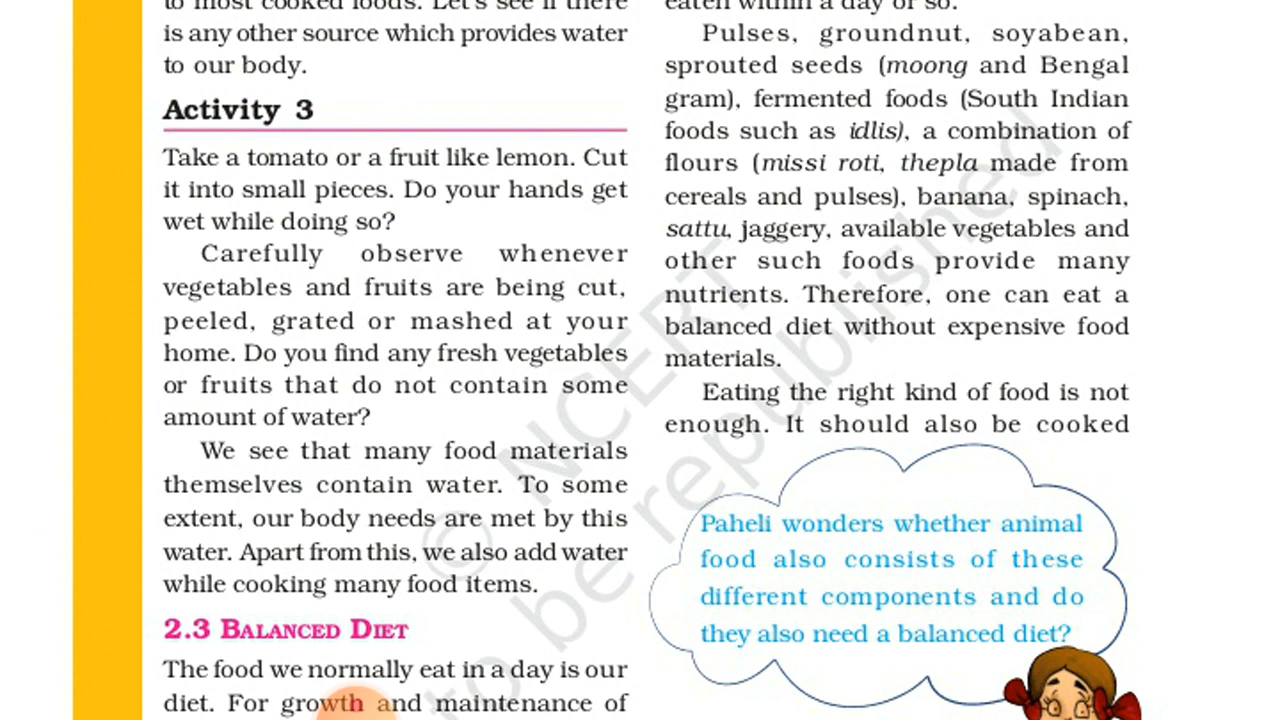 to most cooked foods. Let's see if there
is any other source which provides water
to our body.
Activity 3
Take a tomato or a fruit like lemon. Cut
it into small pieces. Do your hands get
wet while doing so?
Carefully observe whenever
vegetables and fruits are being cut,
peeled, grated or mashed at your
home. Do you find any fresh vegetables
or fruits that do not contain some
amount of water?
We see that many food materials
themselves contain water. To some
extent, our body needs are met by this
water. Apart from this, we also add water
while cooking many food items.
2.3 BALANCED DIET
The food we normally eat in a day is our
diet. For growth and maintenance of
eaten within a day or so.
Pulses, groundnut, soyabean,
sprouted seeds (moong and Bengal
gram), fermented foods (South Indian
foods such as idlis), a combination of
flours (missi roti, thepla made from
cereals and pulses), banana, spinach,
sattu, jaggery, available vegetables and
other such foods provide many
nutrients. Therefore, one can eat a
balanced diet without expensive food
materials.
Eating the right kind of food is not
enough. It should also be cooked
Paheli wonders whether animal
food also consists of these
different components and do
they also need a balanced diet?
© NCERT
to be republished